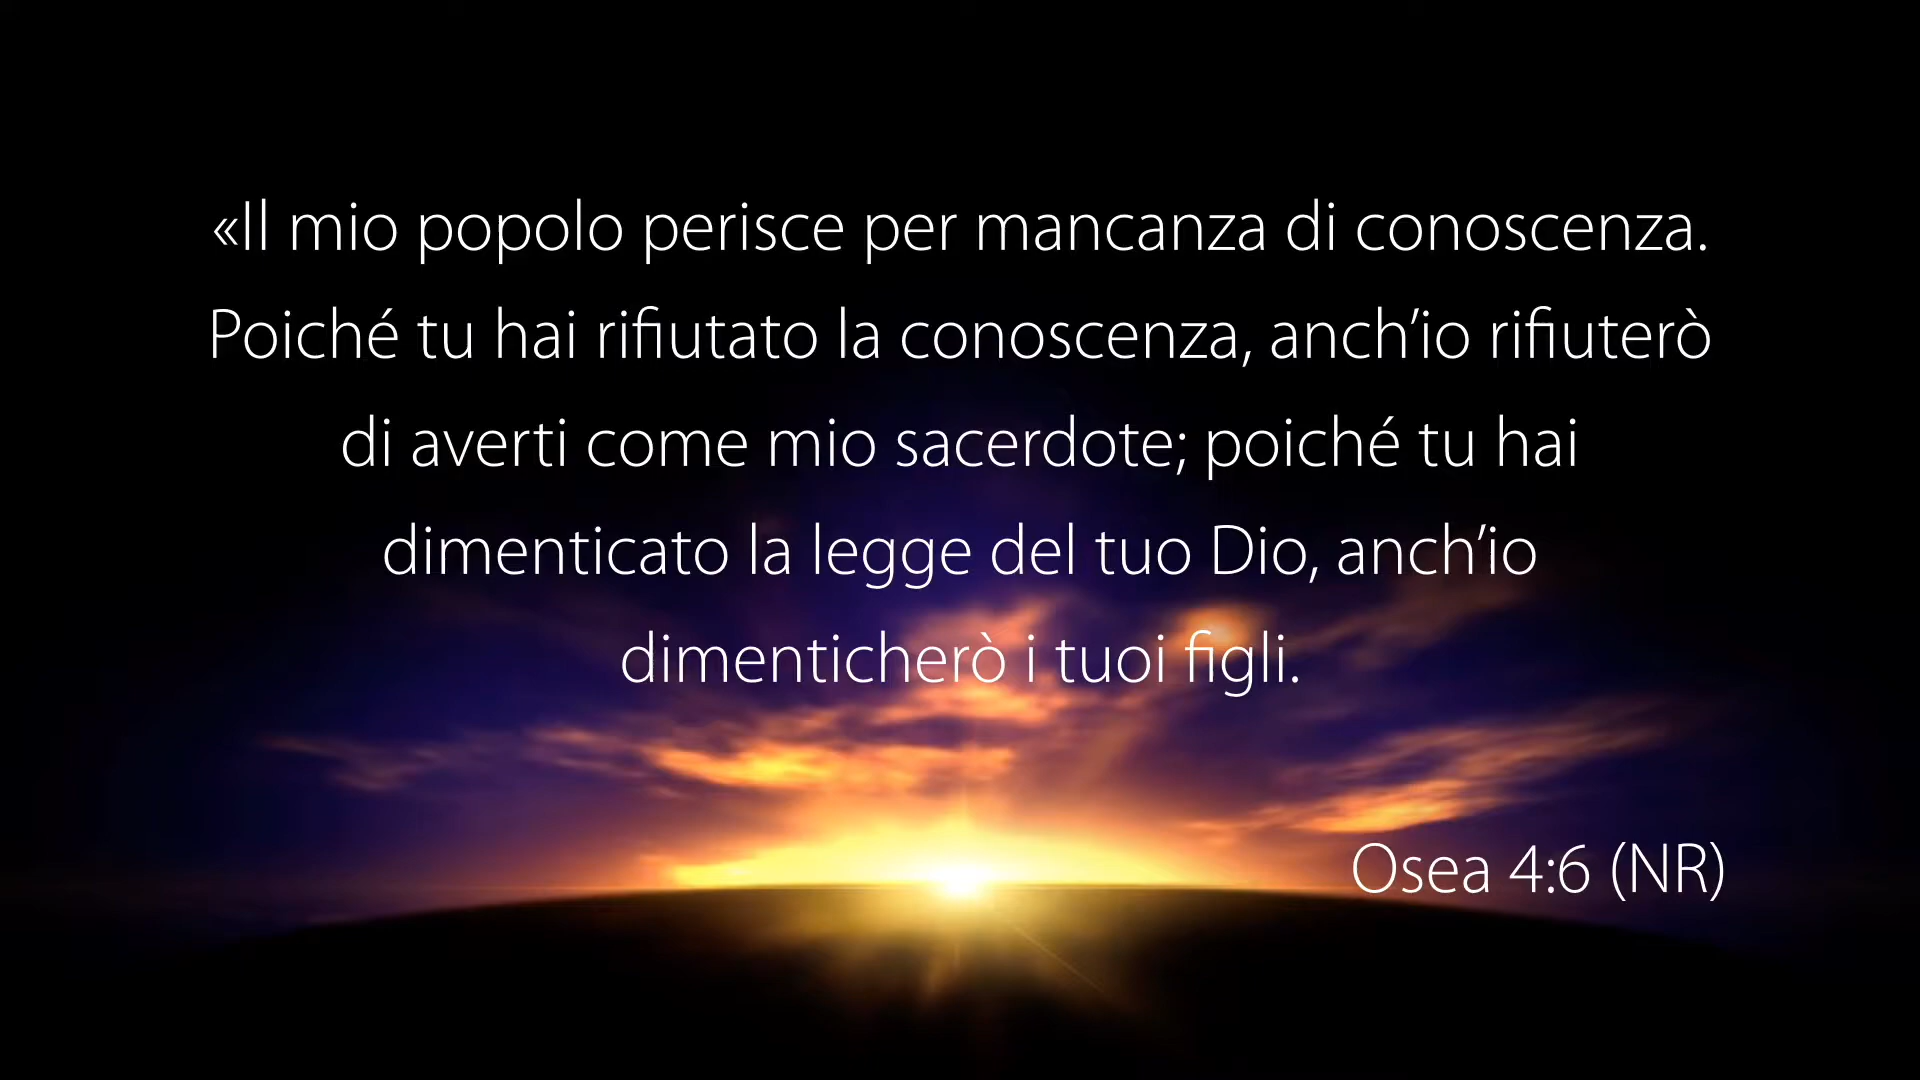 «Il mio popolo perisce per mancanza di conoscenza.
Poiché tu hai rifiutato la conoscenza, anch’io rifiuterò
di averti come mio sacerdote; poiché tu hai
dimenticato la legge del tuo Dio, anch’io
dimenticherò i tuoi figli.
Osea 4:6 (NR)